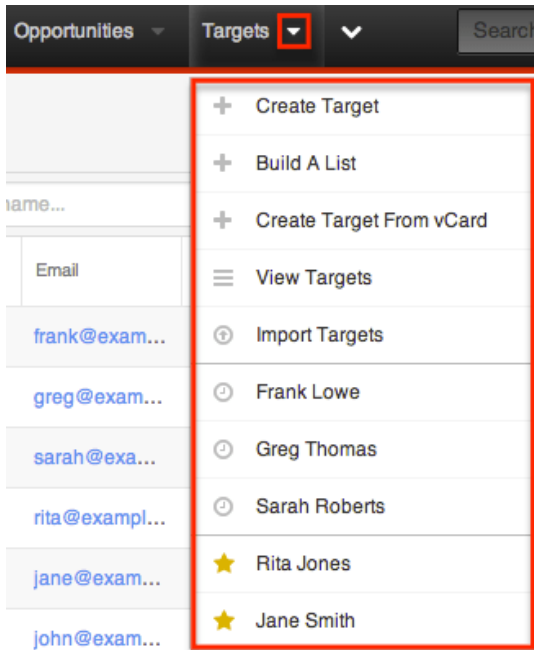 Opportunities Targets Search
Create Target
Build A List
Create Target From vCard
name...
View Targets
Email
Import Targets
frank@exam...
Frank Lowe
greg@exam...
Greg Thomas
sarah@exa...
Sarah Roberts
rita@exampl...
Rita Jones
jane@exam...
Jane Smith
john@exam...